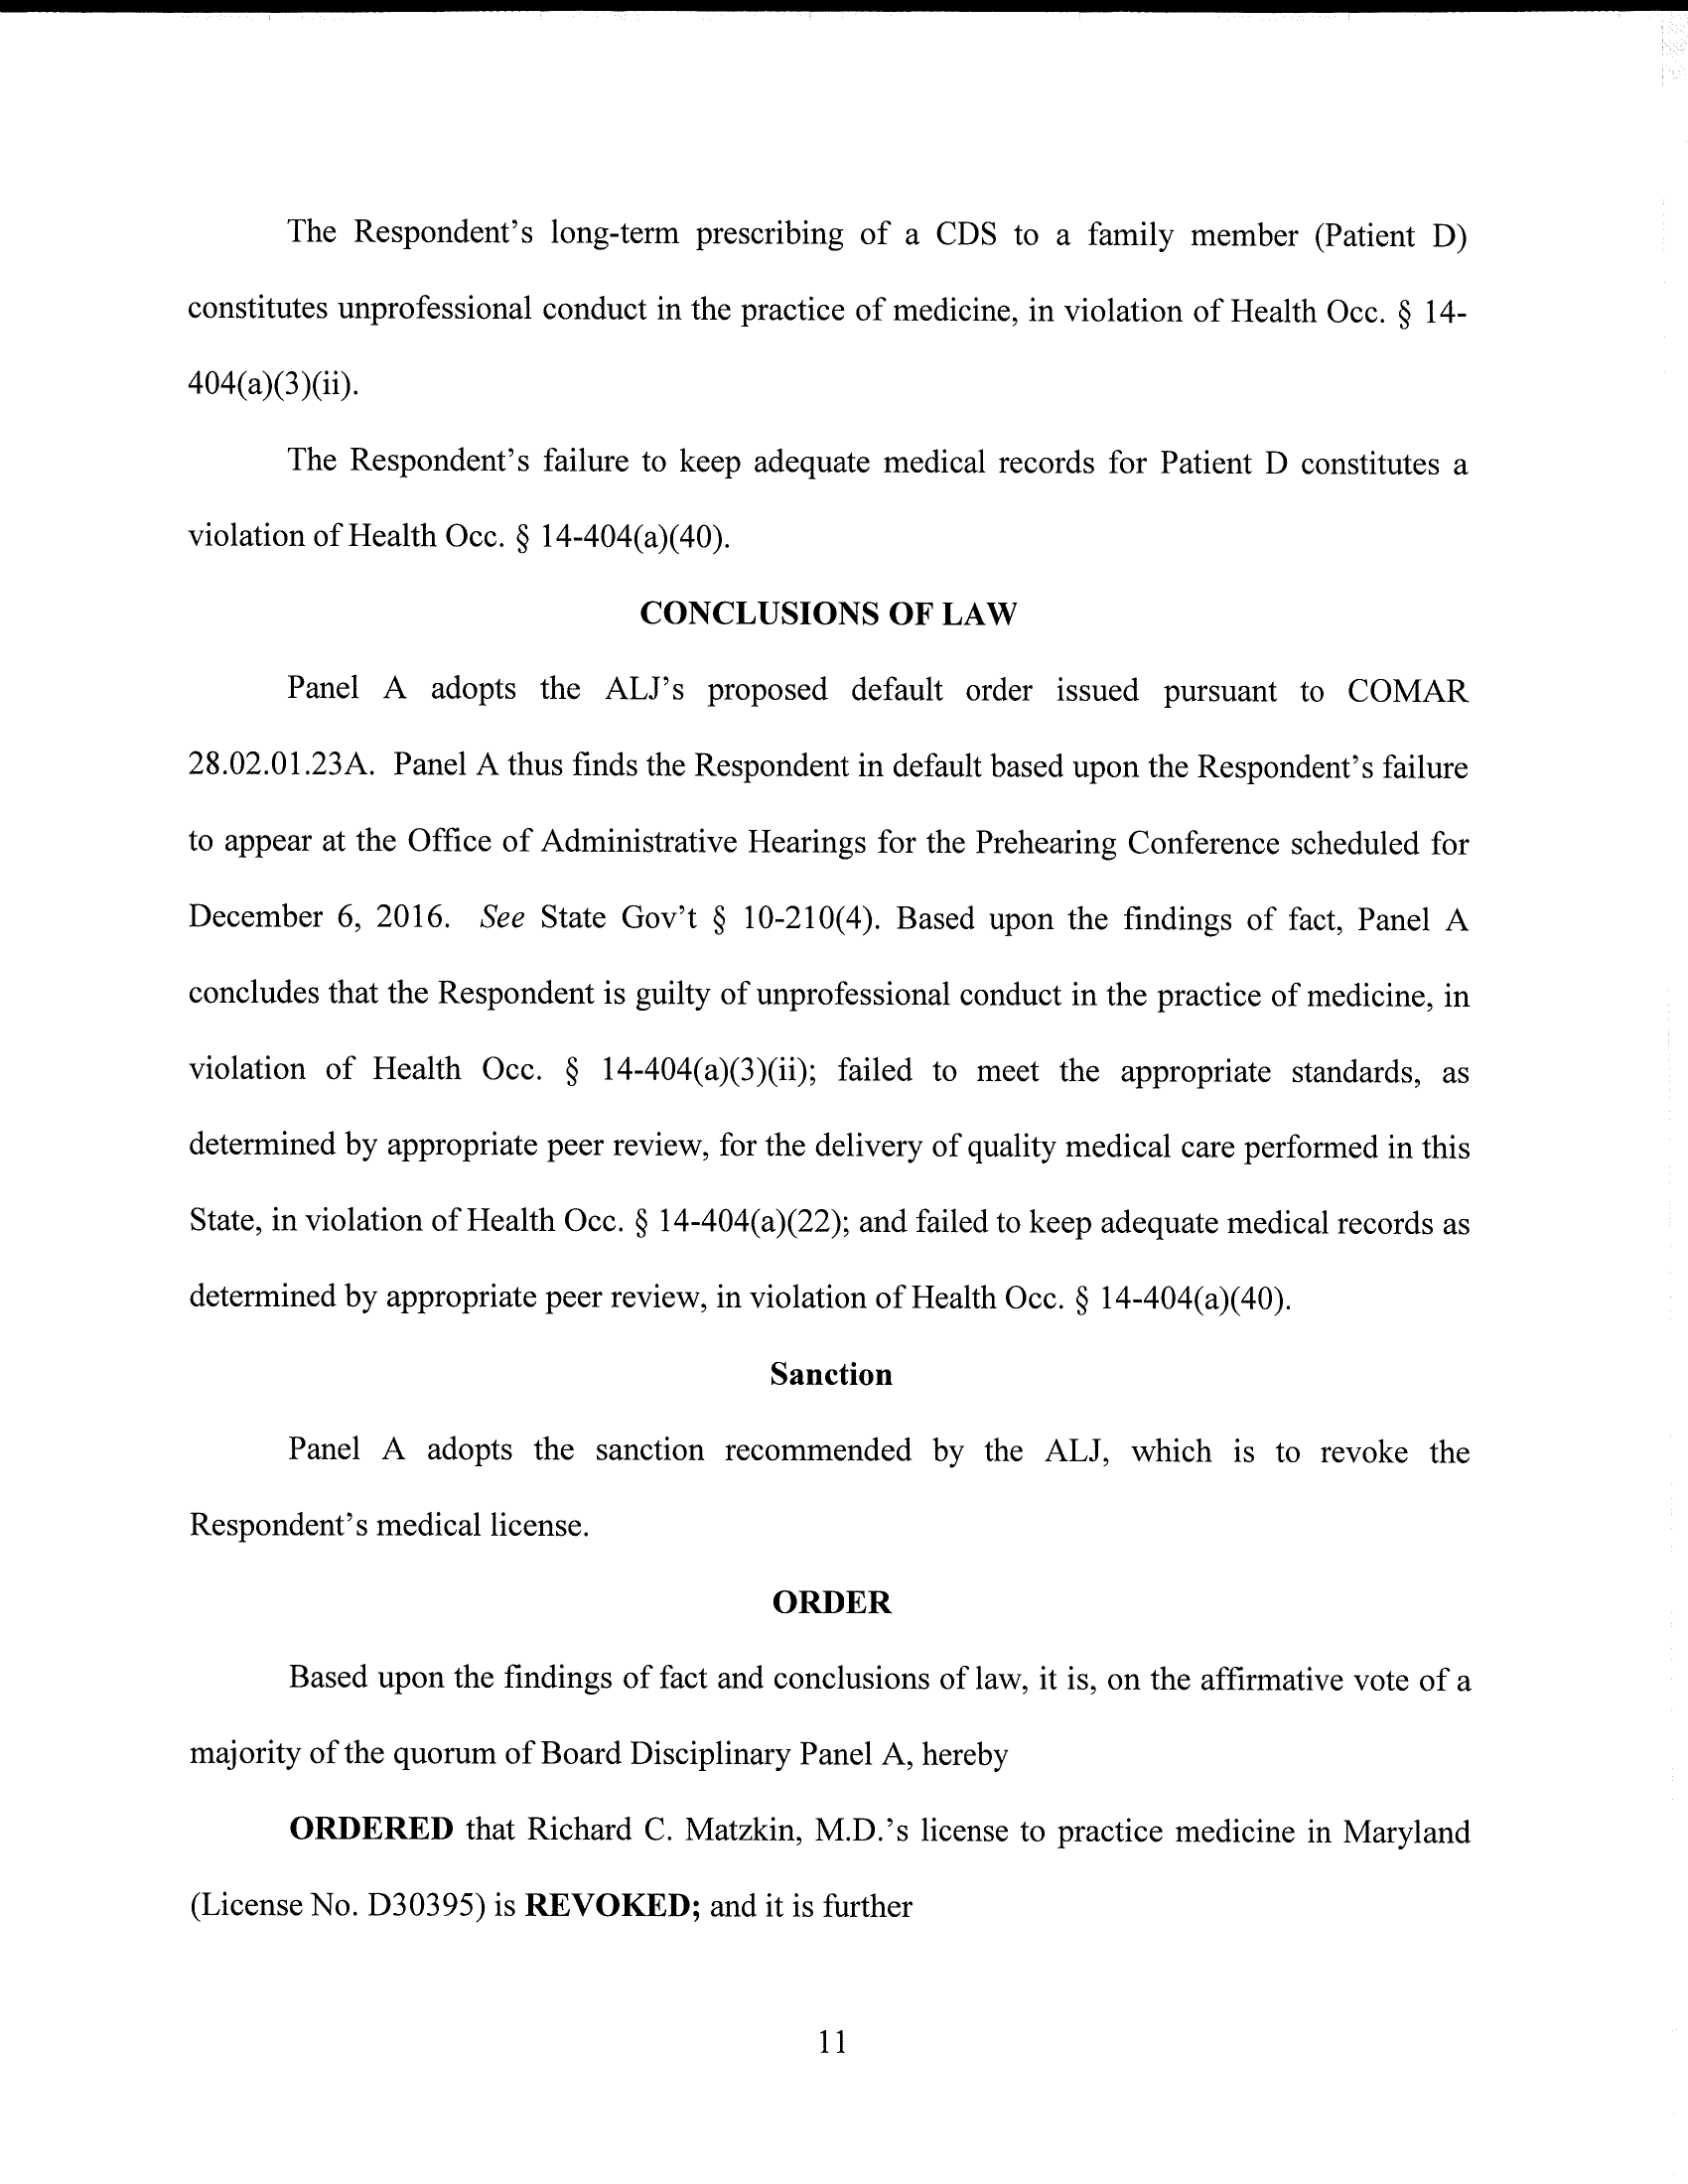 The Respondent's long-term prescribing of a CDS to a family member (Patient D)
constitutes unprofessional conduct in the practice of medicine, in violation of Health Occ. § 14-
404(a)(3)(ii).
The Respondent's failure to keep adequate medical records for Patient D constitutes a
violation of Health Occ. § 14-404(a)(40).
CONCLUSIONS OF LAW
Panel A adopts the ALJ's proposed default order issued pursuant to COMAR
28.02.01.23A. Panel A thus finds the Respondent in default based upon the Respondent's failure
to appear at the Office of Administrative Hearings for the Prehearing Conference scheduled for
December 6, 2016. See State Gov't § 10-210(4). Based upon the findings of fact, Panel A
concludes that the Respondent is guilty of unprofessional conduct in the practice of medicine, in
violation of Health Occ. § 14-404(a)(3)(ii); failed to meet the appropriate standards, as
determined by appropriate peer review, for the delivery of quality medical care performed in this
State, in violation of Health Occ. § 14-404(a)(22); and failed to keep adequate medical records as
determined by appropriate peer review, in violation of Health Occ. § 14-404(a)(40).
Sanction
Panel A adopts the sanction recommended by the ALJ, which is to revoke the
Respondent's medical license.
ORDER
Based upon the findings of fact and conclusions of law, it is, on the affirmative vote of a
majority of the quorum of Board Disciplinary Panel A, hereby
ORDERED that Richard C. Matzkin, M.D.'s license to practice medicine in Maryland
(License No. D30395) is REVOKED; and it is further
11